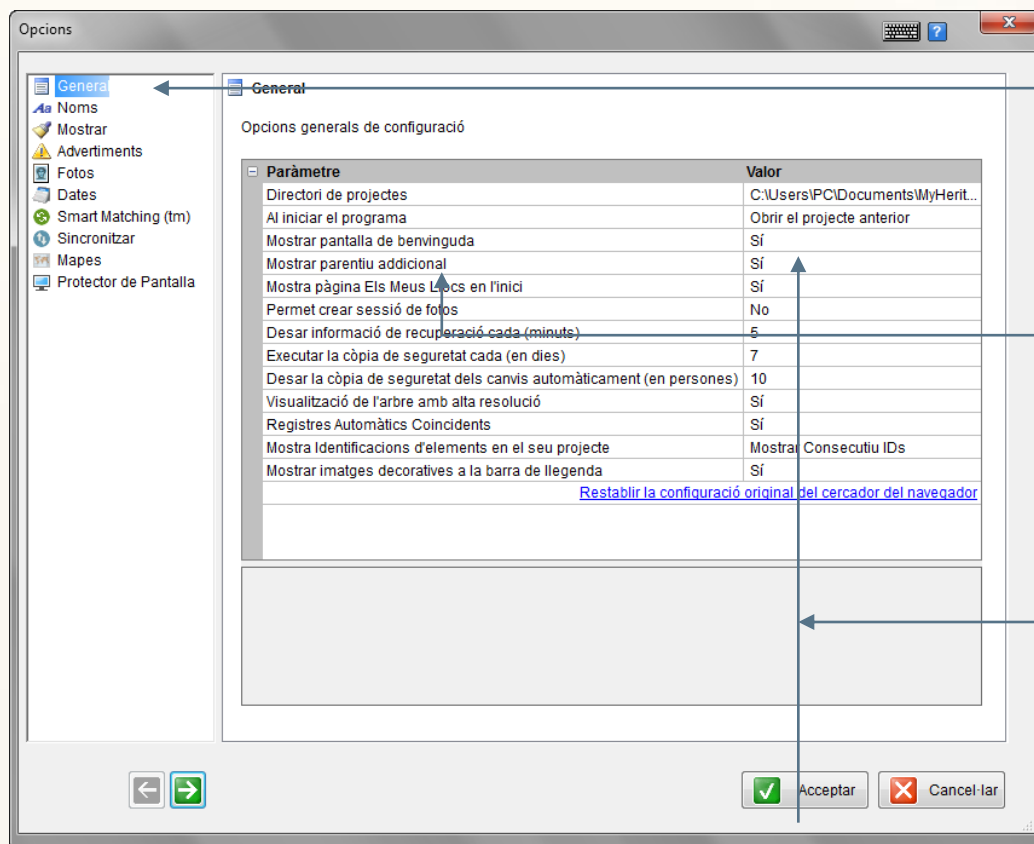 Opcions
General
Noms
Mostrar
Advertiments
Fotos
Dates
Smart Matching (tm)
Sincronitzar
Mapes
Protector de Pantalla
General
Opcions generals de configuració
Paràmetre Valor
Directori de projectes C:\Users\PC\Documents\MyHerit...
Al iniciar el programa Obrir el projecte anterior
Mostrar pantalla de benvinguda Sí
Mostrar parentiu addicional Sí
Mostra pàgina Els Meus Llocs en l'inici Sí
Permet crear sessió de fotos No
Desar informació de recuperació cada (minuts) 5
Executar la còpia de seguretat cada (en dies) 7
Desar la còpia de seguretat dels canvis automàticament (en persones) 10
Visualització de l'arbre amb alta resolució Sí
Registres Automàtics Coincidents Sí
Mostra Identificacions d'elements en el seu projecte Mostrar Consecutiu IDs
Mostrar imatges decoratives a la barra de llegenda Sí
Restablir la configuració original del cercador del navegador
Acceptar Cancel·lar